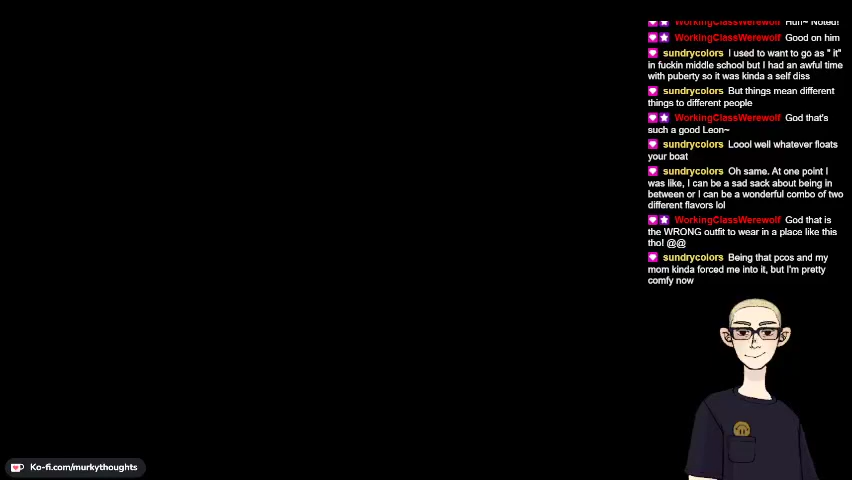 WorkingClassWerewolf Huh~ Noted!
WorkingClassWerewolf Good on him
sundrycolors I used to want to go as " it"
in fuckin middle school but I had an awful time
with puberty so it was kinda a self diss
sundrycolors But things mean different
things to different people
WorkingClassWerewolf God that's
such a good Leon~
sundrycolors Loool well whatever floats
your boat
sundrycolors Oh same. At one point I
was like, I can be a sad sack about being in
between or I can be a wonderful combo of two
different flavors lol
WorkingClassWerewolf God that is
the WRONG outfit to wear in a place like this
tho! @@
sundrycolors Being that pcos and my
mom kinda forced me into it, but I'm pretty
comfy now
Ko-fi.com/murkythoughts